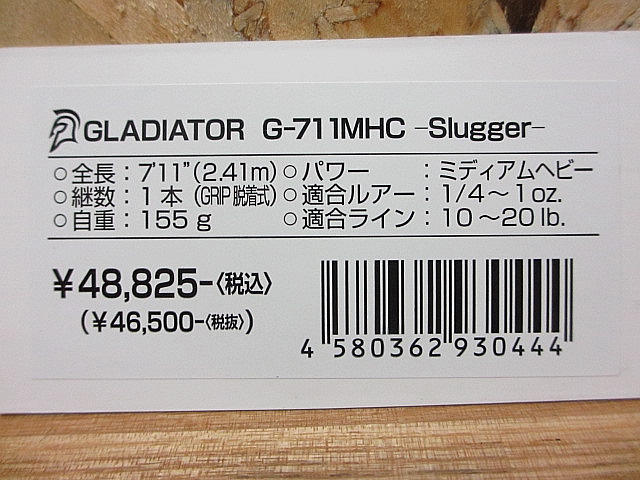 GLADIATOR G-711MHC -Slugger-
○全長:7'11"(2.41m)○パワー :ミディアムヘビー
○継数:1本(GRIP脱着式)○適合ルアー:1/4～1oz.
○自重:155g ○適合ライン:10～20lb.
¥48,825-〈税込〉
(¥46,500-〈税抜〉)
4 580362 930444